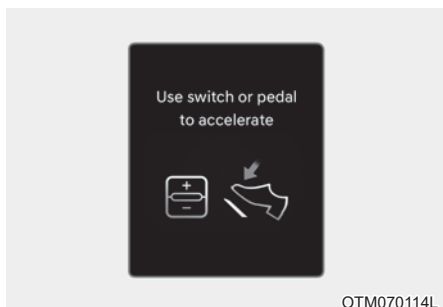 Use switch or pedal
to accelerate
+
−
OTM070114L